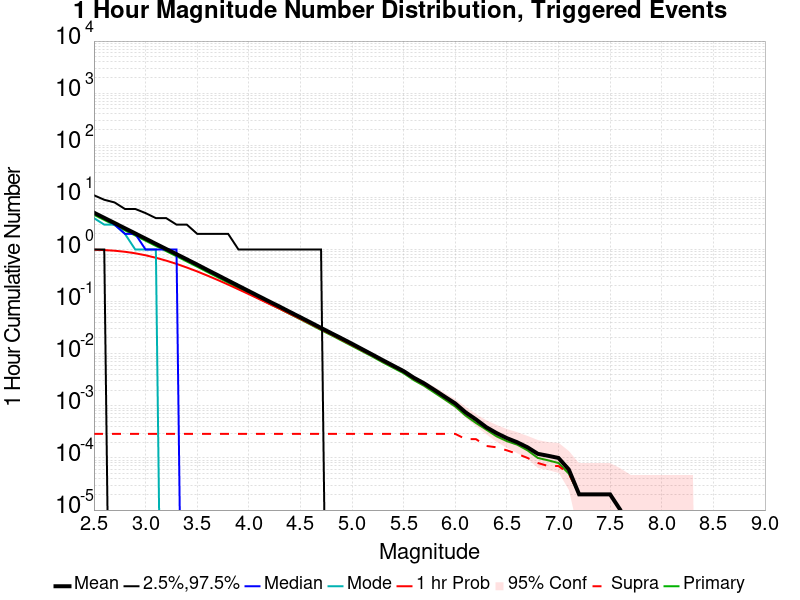 1 Hour Magnitude Number Distribution, Triggered Events
1 Hour Cumulative Number
10^4
10^3
10^2
10^1
10^0
10^-1
10^-2
10^-3
10^-4
10^-5
2.5 3.0 3.5 4.0 4.5 5.0 5.5 6.0 6.5 7.0 7.5 8.0 8.5 9.0
Magnitude
Mean 2.5%,97.5% Median Mode 1 hr Prob 95% Conf Supra Primary